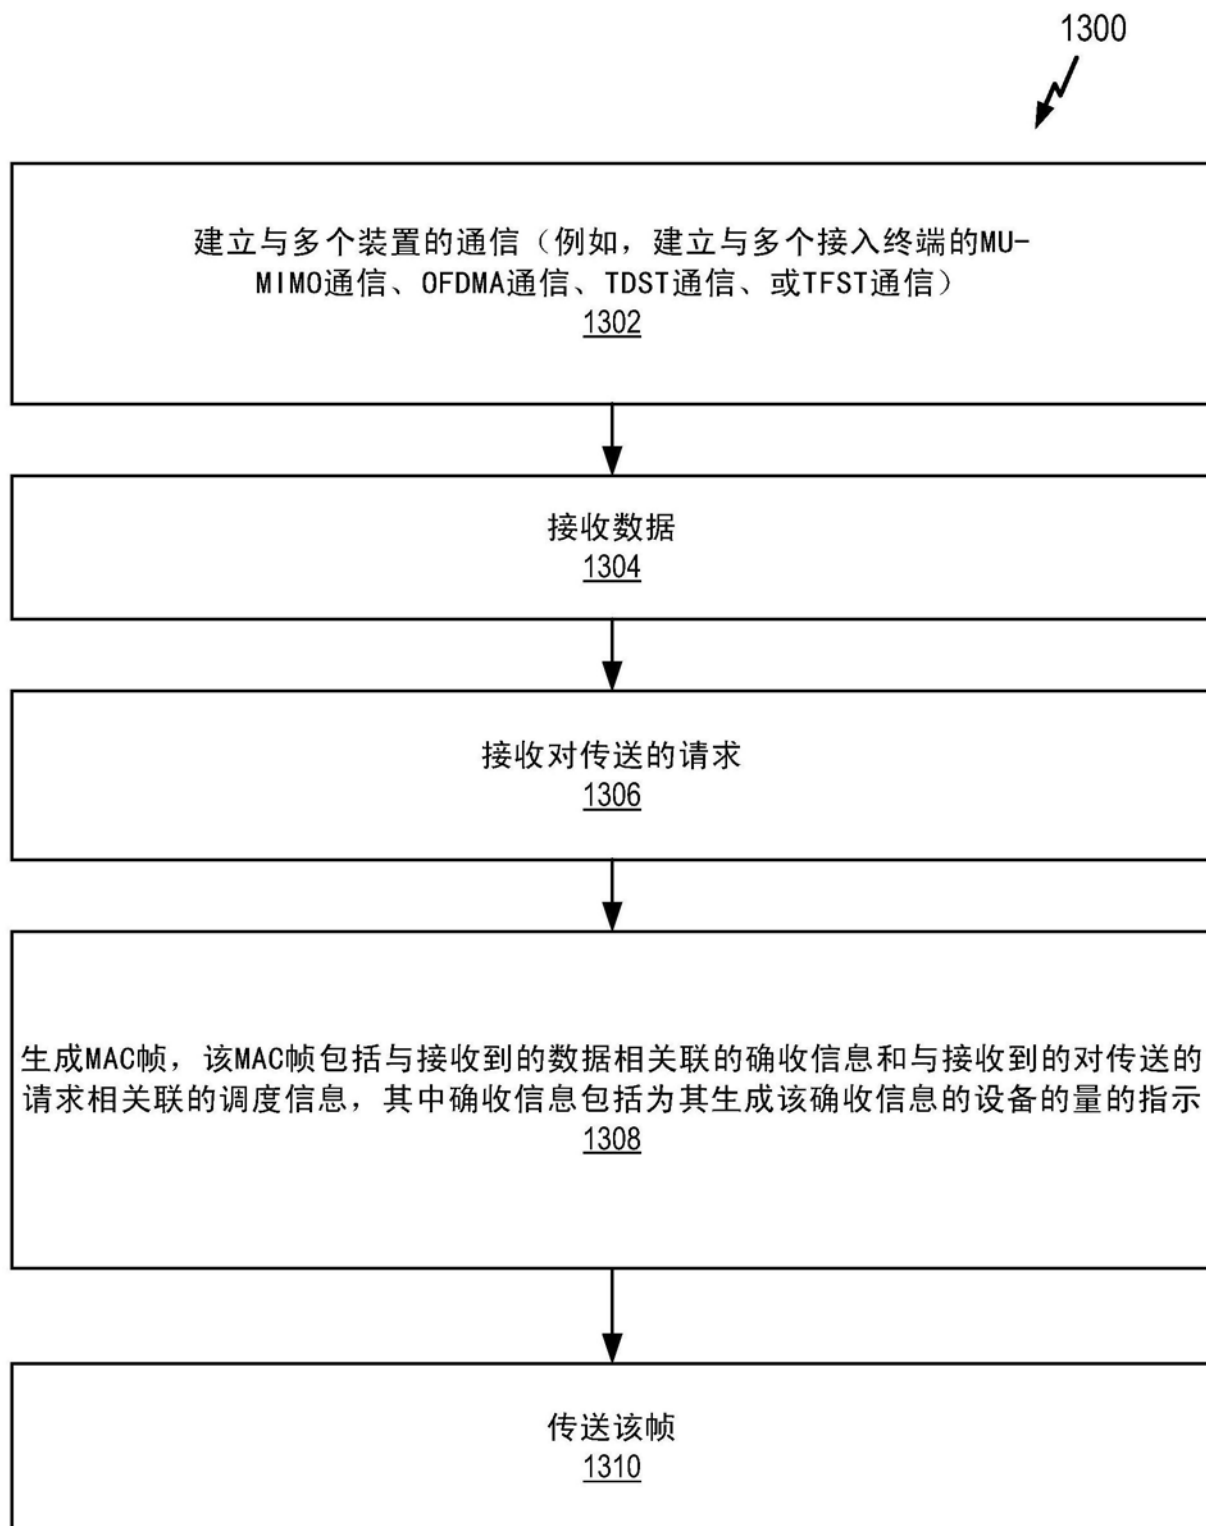 1300
建立与多个装置的通信（例如，建立与多个接入终端的MU-
MIMO通信、OFDMA通信、TDST通信、或TFST通信）
1302
接收数据
1304
接收对传送的请求
1306
生成MAC帧，该MAC帧包括与接收到的数据相关联的确收信息和与接收到的对传送的
请求相关联的调度信息，其中确收信息包括为其生成该确收信息的设备的量的指示
1308
传送该帧
1310